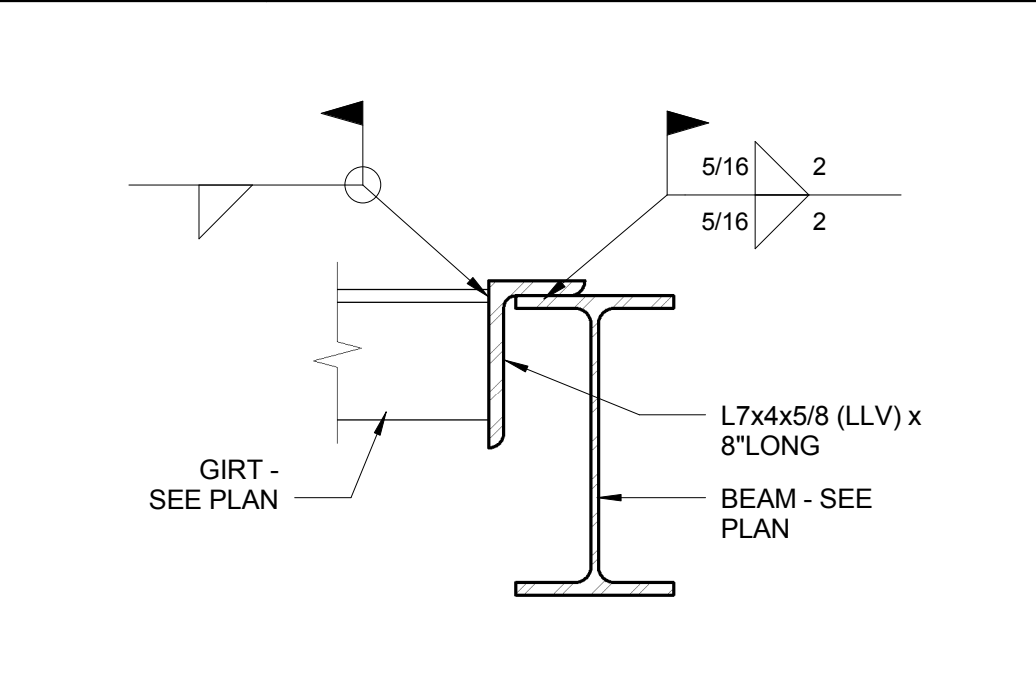 5/16 2
5/16 2
L7x4x5/8 (LLV) x
8"LONG
GIRT -
SEE PLAN
BEAM - SEE
PLAN